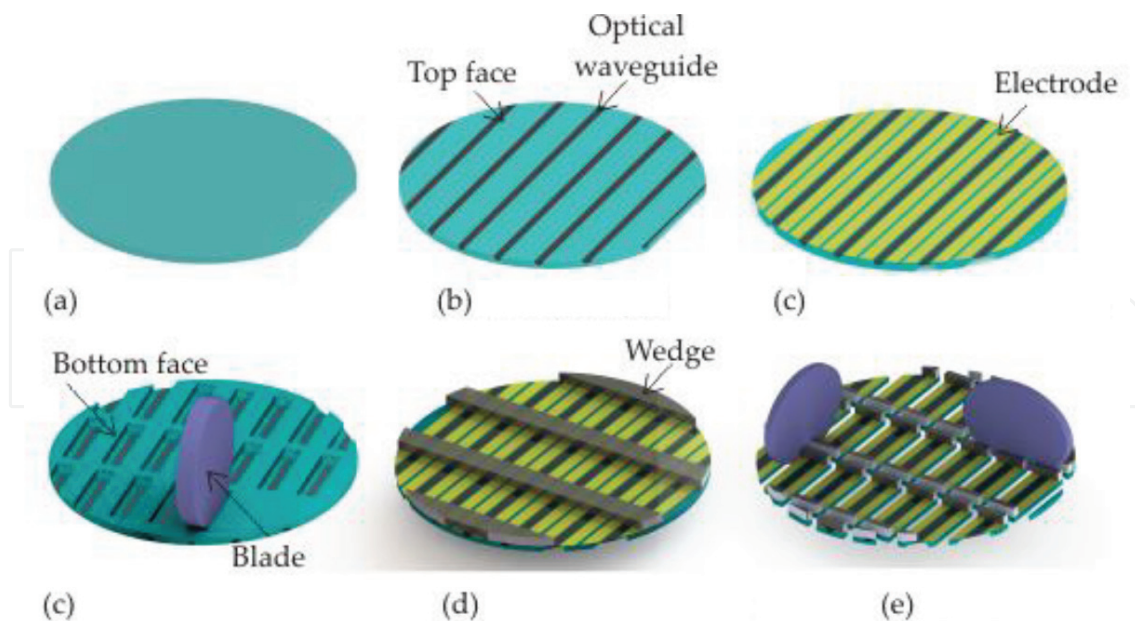 Optical
waveguide
Top face
Electrode
(a)
(b)
(c)
Bottom face
Wedge
Blade
(c)
(d)
(e)